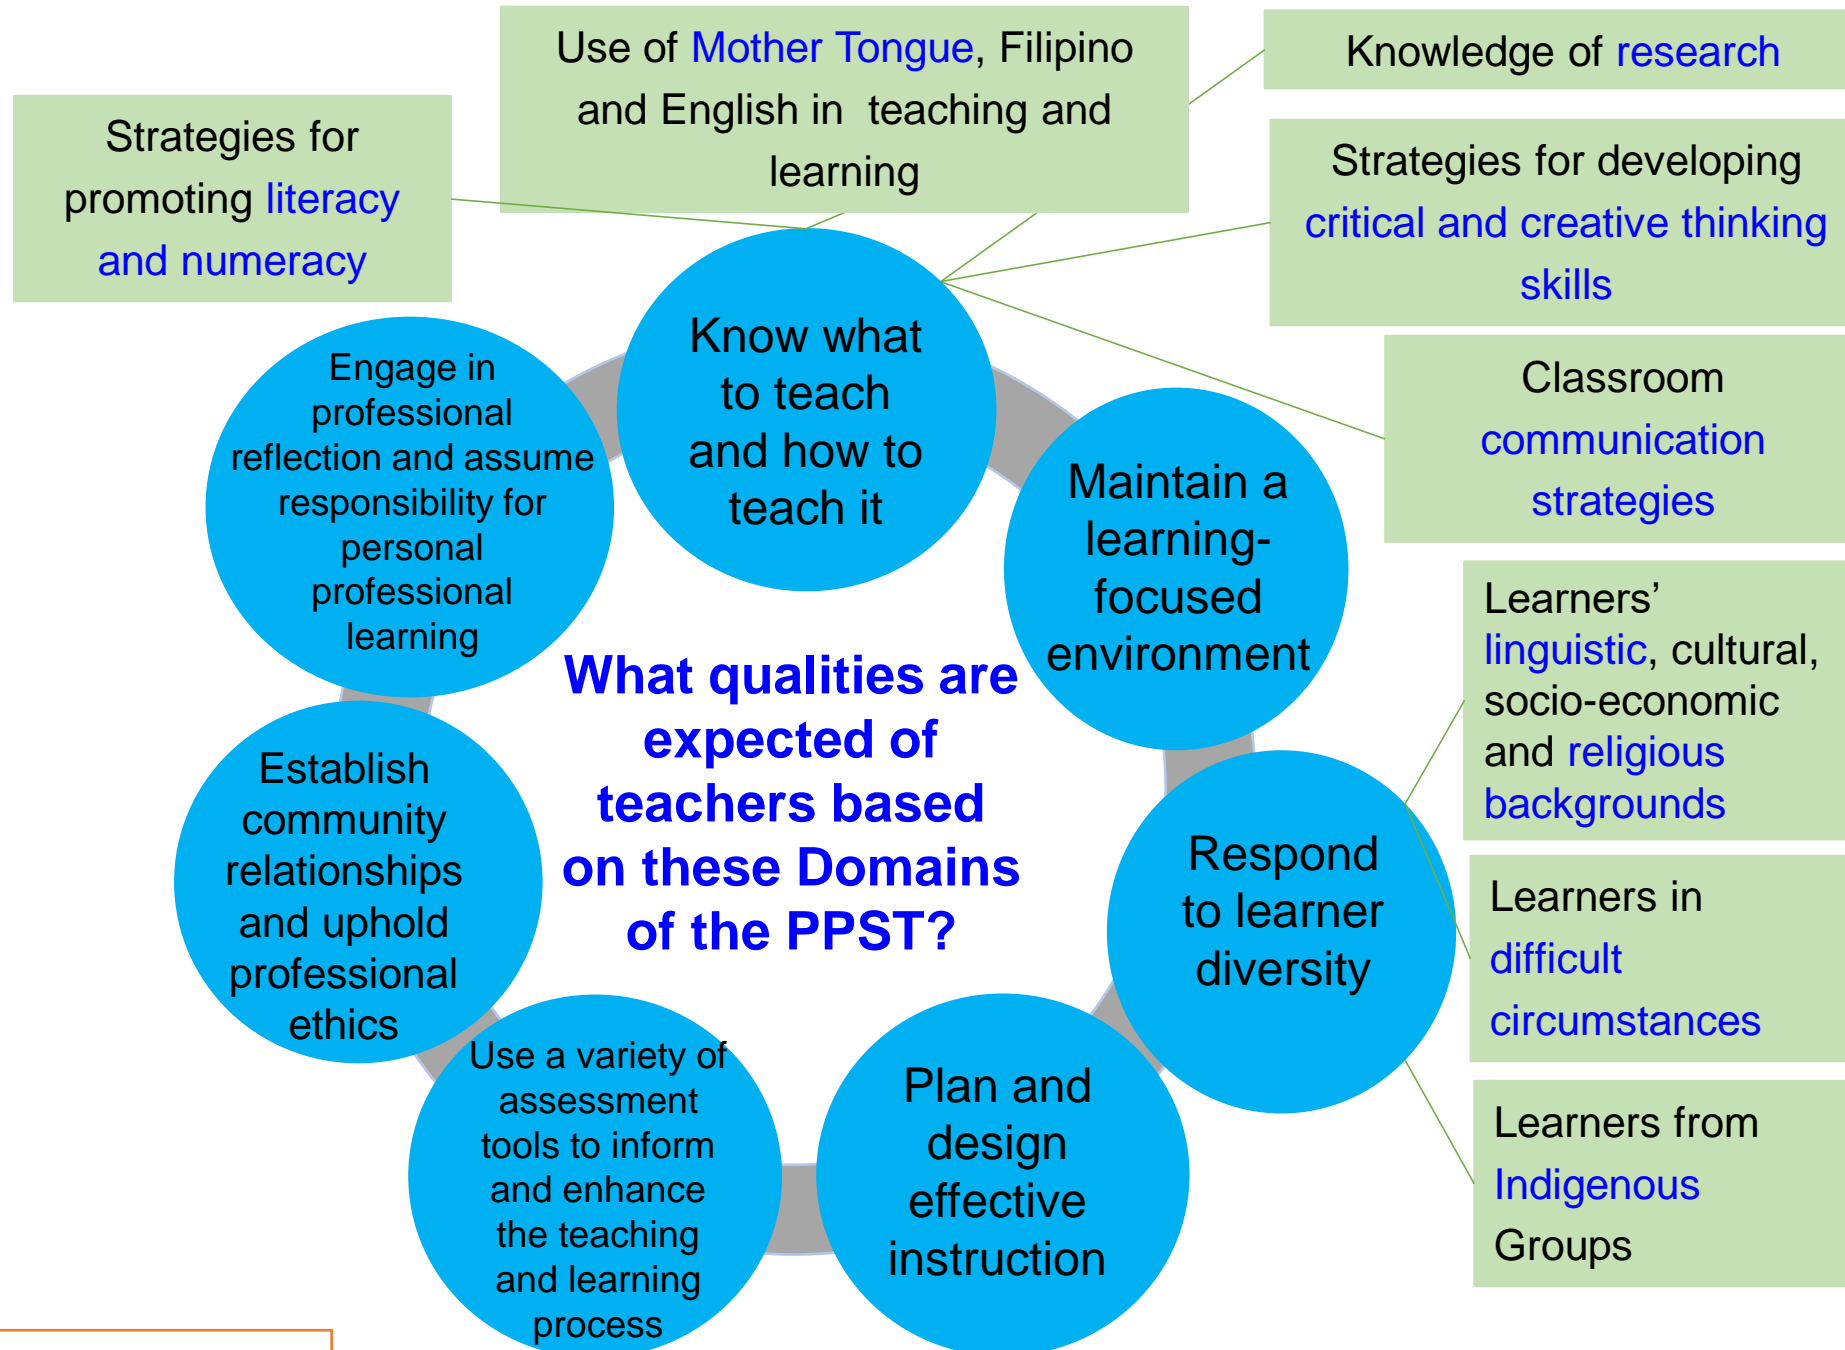 Use of Mother Tongue, Filipino
and English in  teaching and
learning
Knowledge of research
Strategies for
promoting literacy
and numeracy
Strategies for developing
critical and creative thinking
skills
Classroom
communication
strategies
Know what
to teach
and how to
teach it
Engage in
professional
reflection and assume
responsibility for
personal
professional
learning
Maintain a
learning-
focused
environment
Learners’
linguistic, cultural,
socio-economic
and religious
backgrounds
What qualities are
expected of
teachers based
on these Domains
of the PPST?
Establish
community
relationships
and uphold
professional
ethics
Respond
to learner
diversity
Learners in
difficult
circumstances
Use a variety of
assessment
tools to inform
and enhance
the teaching
and learning
process
Plan and
design
effective
instruction
Learners from
Indigenous
Groups